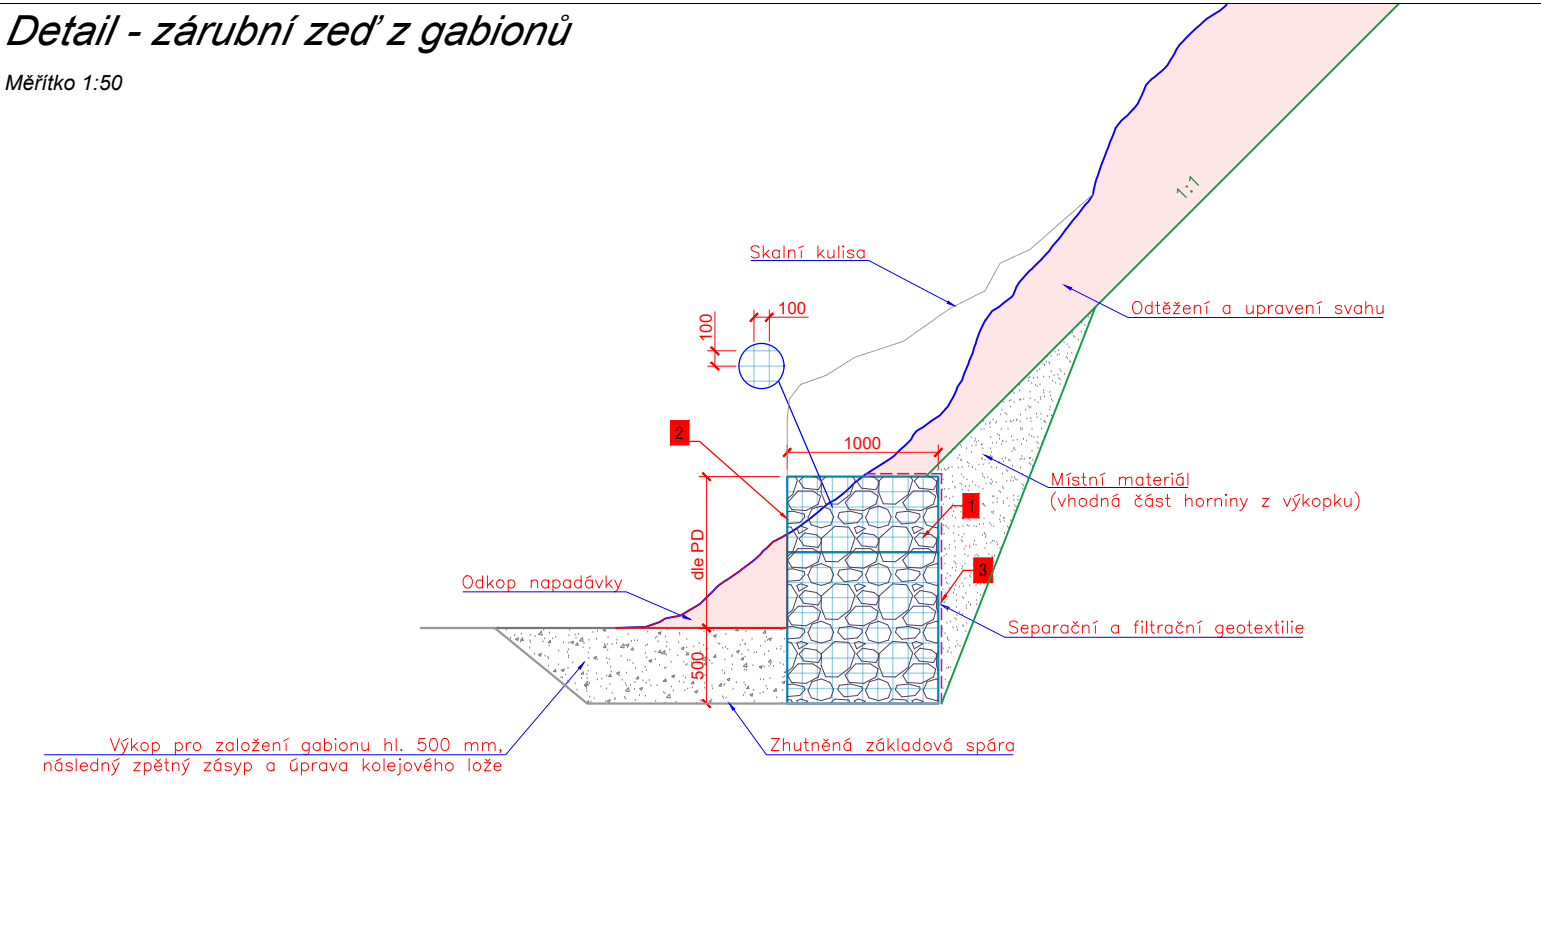 Detail - zárubní zeď z gabionů
Měřítko 1:50
1:1
Skalní kulisa
Odtěžení a upravení svahu
100
100
2
1000
Místní materiál
(vhodná část horniny z výkopku)
1
dle PD
3
Odkop napadávky
Separační a filtrační geotextilie
500
Výkop pro založení gabionu hl. 500 mm,
následný zpětný zásyp a úprava kolejového lože
Zhutněná základová spára